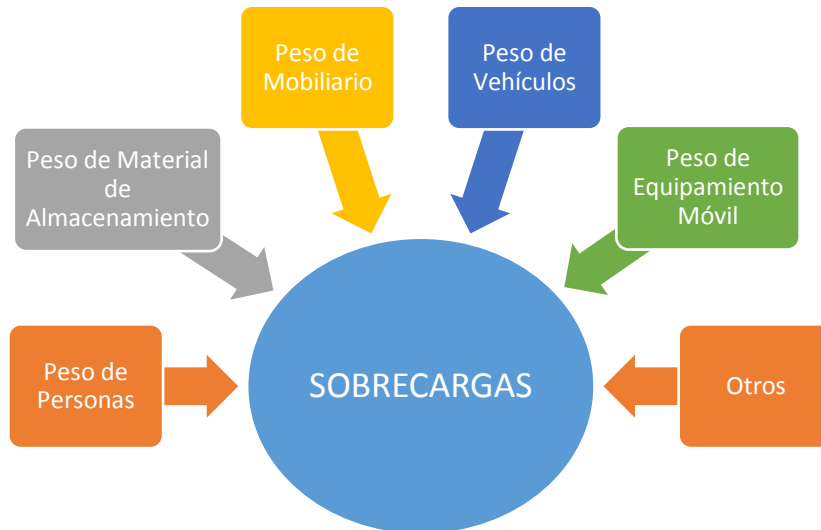 Peso de
Mobiliario
Peso de
Vehículos
Peso de Material
de
Almacenamiento
Peso de
Equipamiento
Móvil
Peso de
Personas
SOBRECARGAS
Otros